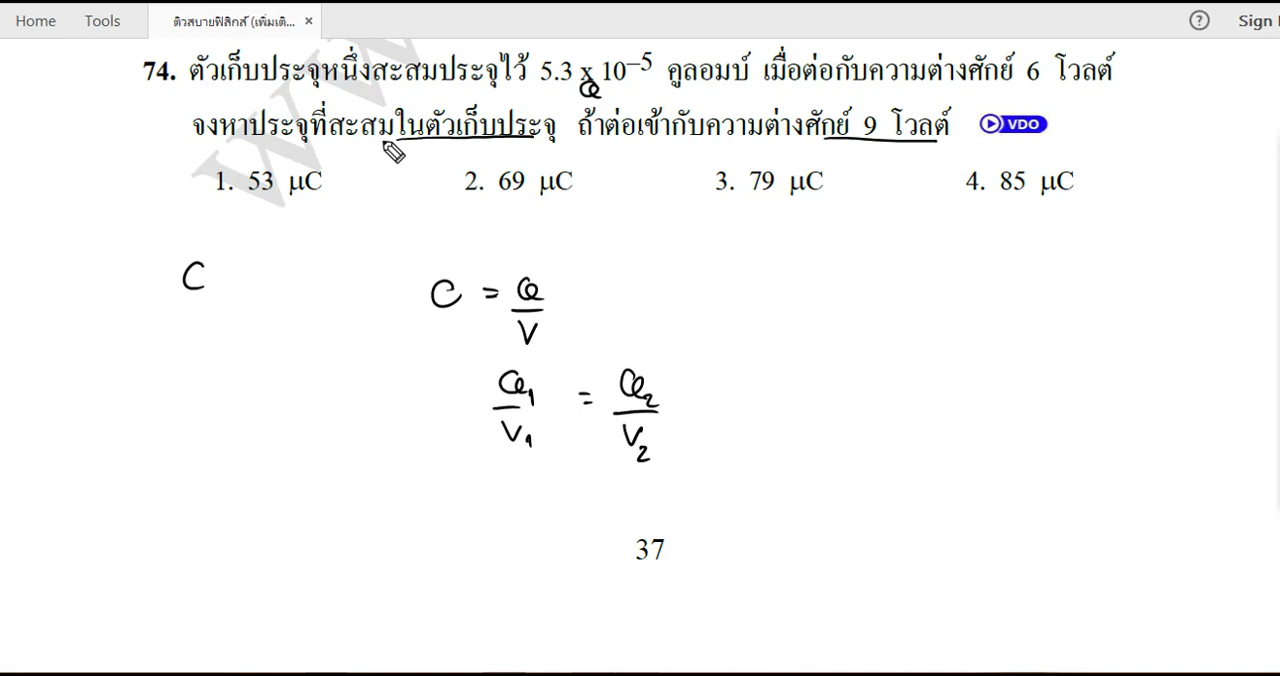 Home Tools ติวสบายฟิสิกส์ (เพิ่มเติ... × ? Sign
74. ตัวเก็บประจุหนึ่งสะสมประจุไว้ 5.3 x 10⁻⁵ คูลอมบ์ เมื่อต่อกับความต่างศักย์ 6 โวลต์
Q
จงหาประจุที่สะสมในตัวเก็บประจุ ถ้าต่อเข้ากับความต่างศักย์ 9 โวลต์ VDO
1. 53 μC 2. 69 μC 3. 79 μC 4. 85 μC
C C = Q/V
Q₁/V₁ = Q₂/V₂
37